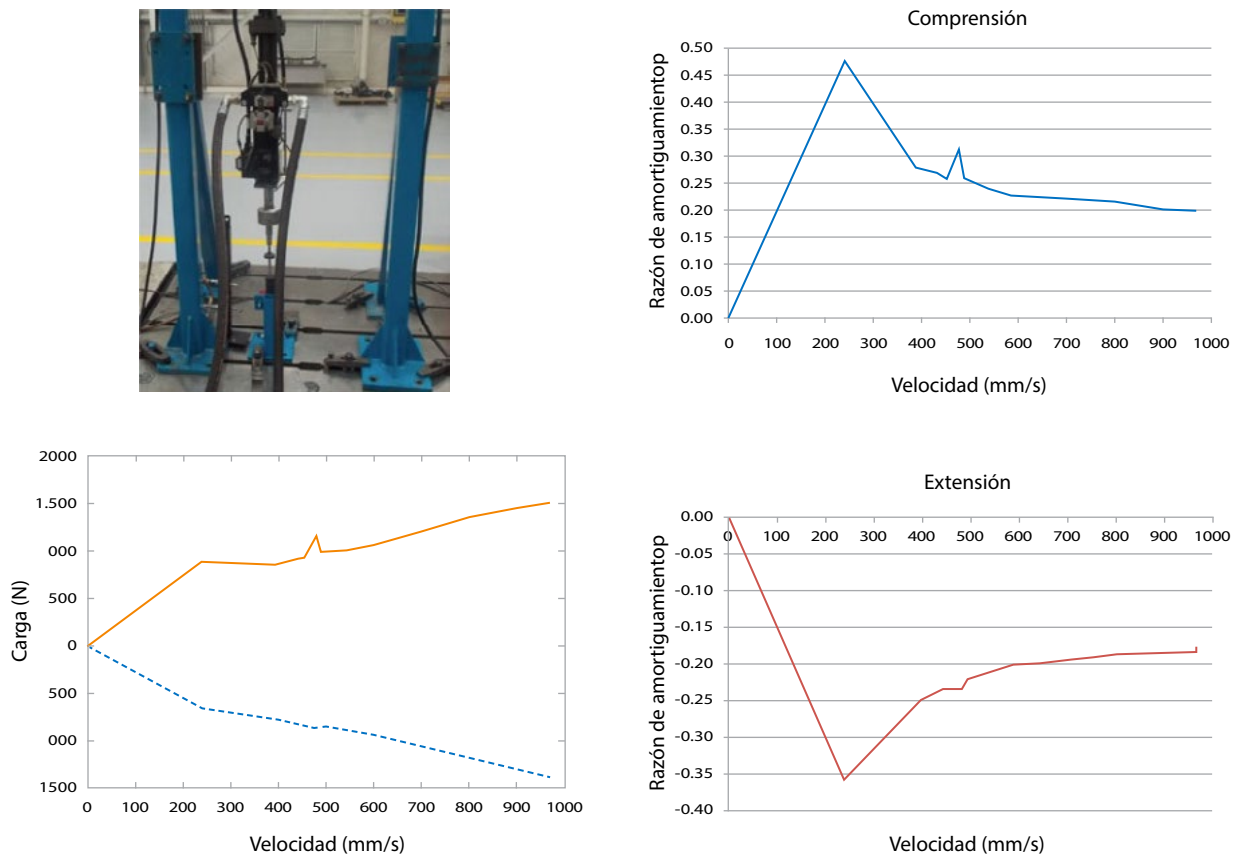 Comprensión
Razón de amortiguamientop
0.50
0.45
0.40
0.35
0.30
0.25
0.20
0.15
0.10
0.05
0.00
0 100 200 300 400 500 600 700 800 900 1000
Velocidad (mm/s)
Carga (N)
2000
1.500
000
500
0
500
000
1500
0 100 200 300 400 500 600 700 800 900 1000
Velocidad (mm/s)
Extensión
Razón de amortiguamientop
0.00
0 100 200 300 400 500 600 700 800 900 1000
-0.05
-0.10
-0.15
-0.20
-0.25
-0.30
-0.35
-0.40
Velocidad (mm/s)